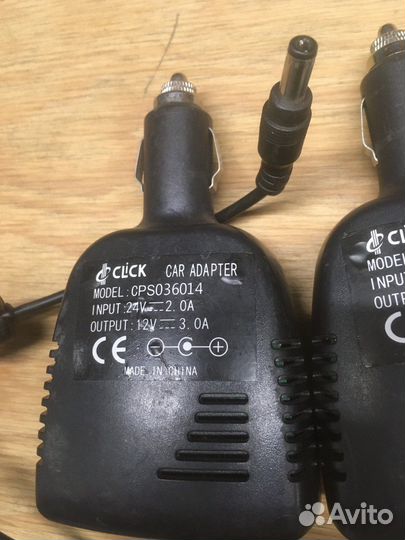 CLiCK CAR ADAPTER
MODEL: CPS036014
INPUT:24V⎓2.0A
OUTPUT:12V⎓3.0A
CE
MADE IN CHINA
CLiCK
MODEL
INPUT:
OUTPUT
Avito